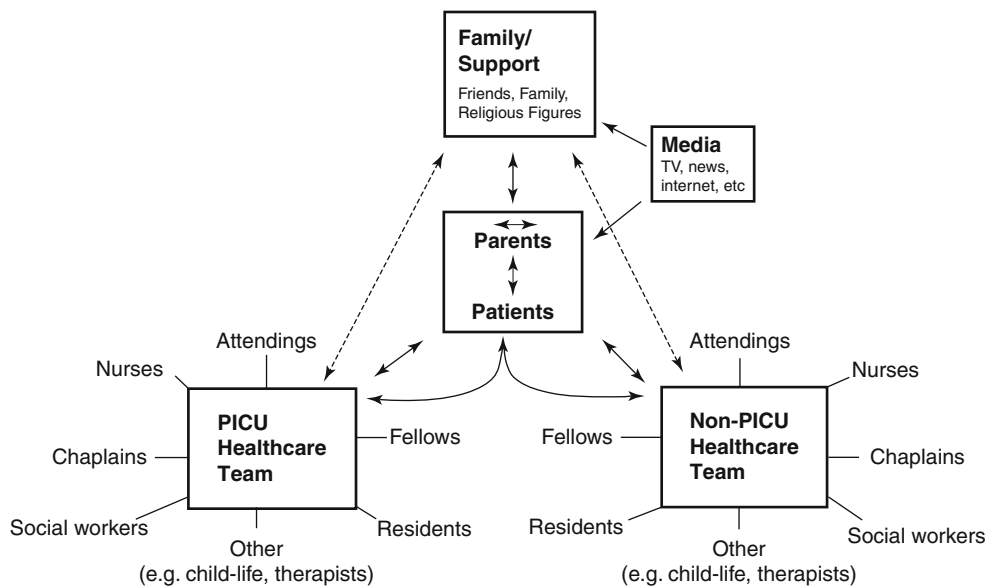 Family/
Support
Friends, Family,
Religious Figures
Media
TV, news,
internet, etc
Parents
Patients
Attendings
Nurses
PICU
Healthcare
Team
Fellows
Chaplains
Social workers
Residents
Other
(e.g. child-life, therapists)
Attendings
Nurses
Fellows
Non-PICU
Healthcare
Team
Chaplains
Residents
Social workers
Other
(e.g. child-life, therapists)